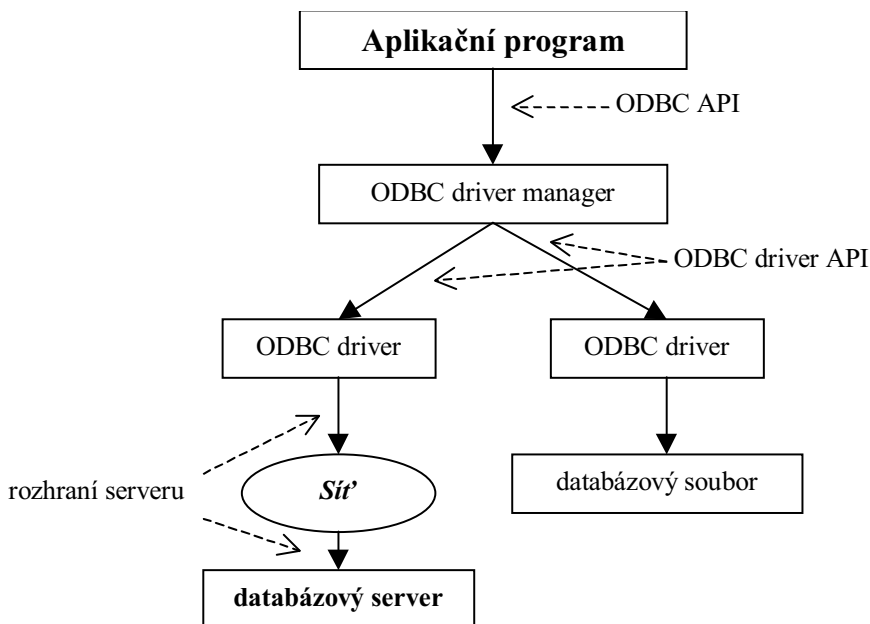 Aplikační program
ODBC API
ODBC driver manager
ODBC driver API
ODBC driver
ODBC driver
rozhraní serveru
Síť
databázový soubor
databázový server